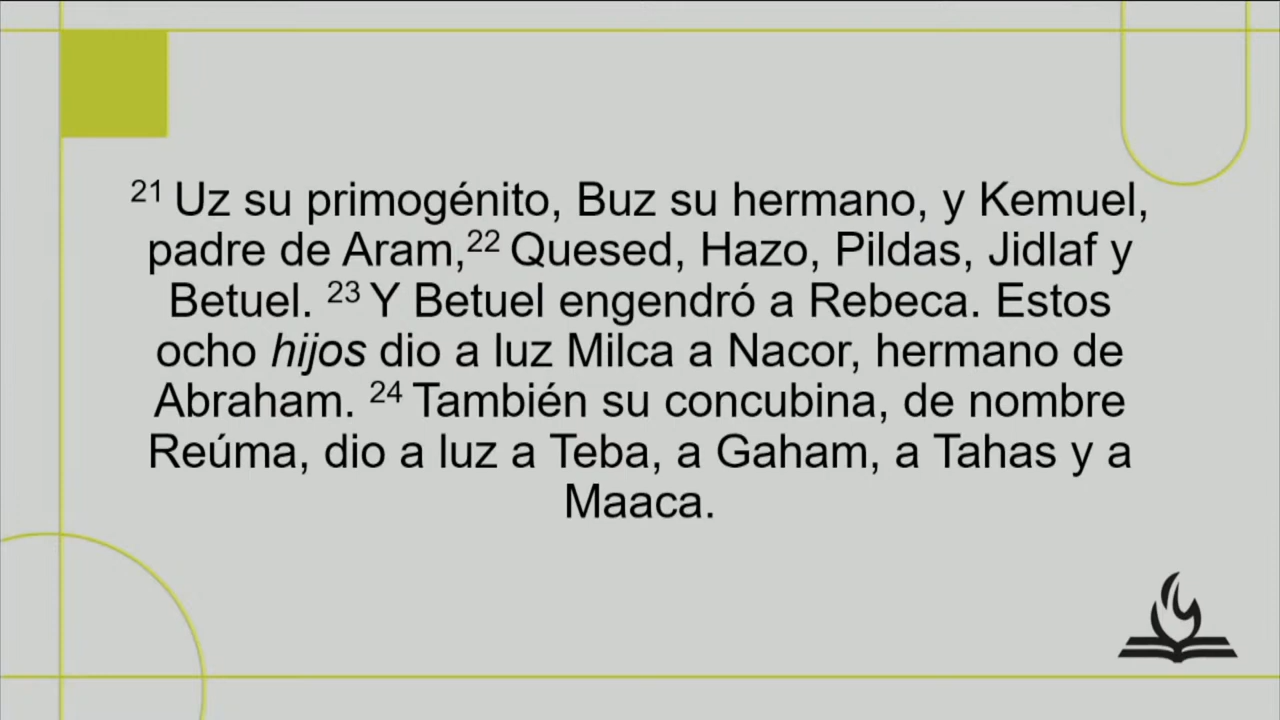 21 Uz su primogénito, Buz su hermano, y Kemuel,
padre de Aram,22 Quesed, Hazo, Pildas, Jidlaf y
Betuel. 23 Y Betuel engendró a Rebeca. Estos
ocho hijos dio a luz Milca a Nacor, hermano de
Abraham. 24 También su concubina, de nombre
Reúma, dio a luz a Teba, a Gaham, a Tahas y a
Maaca.